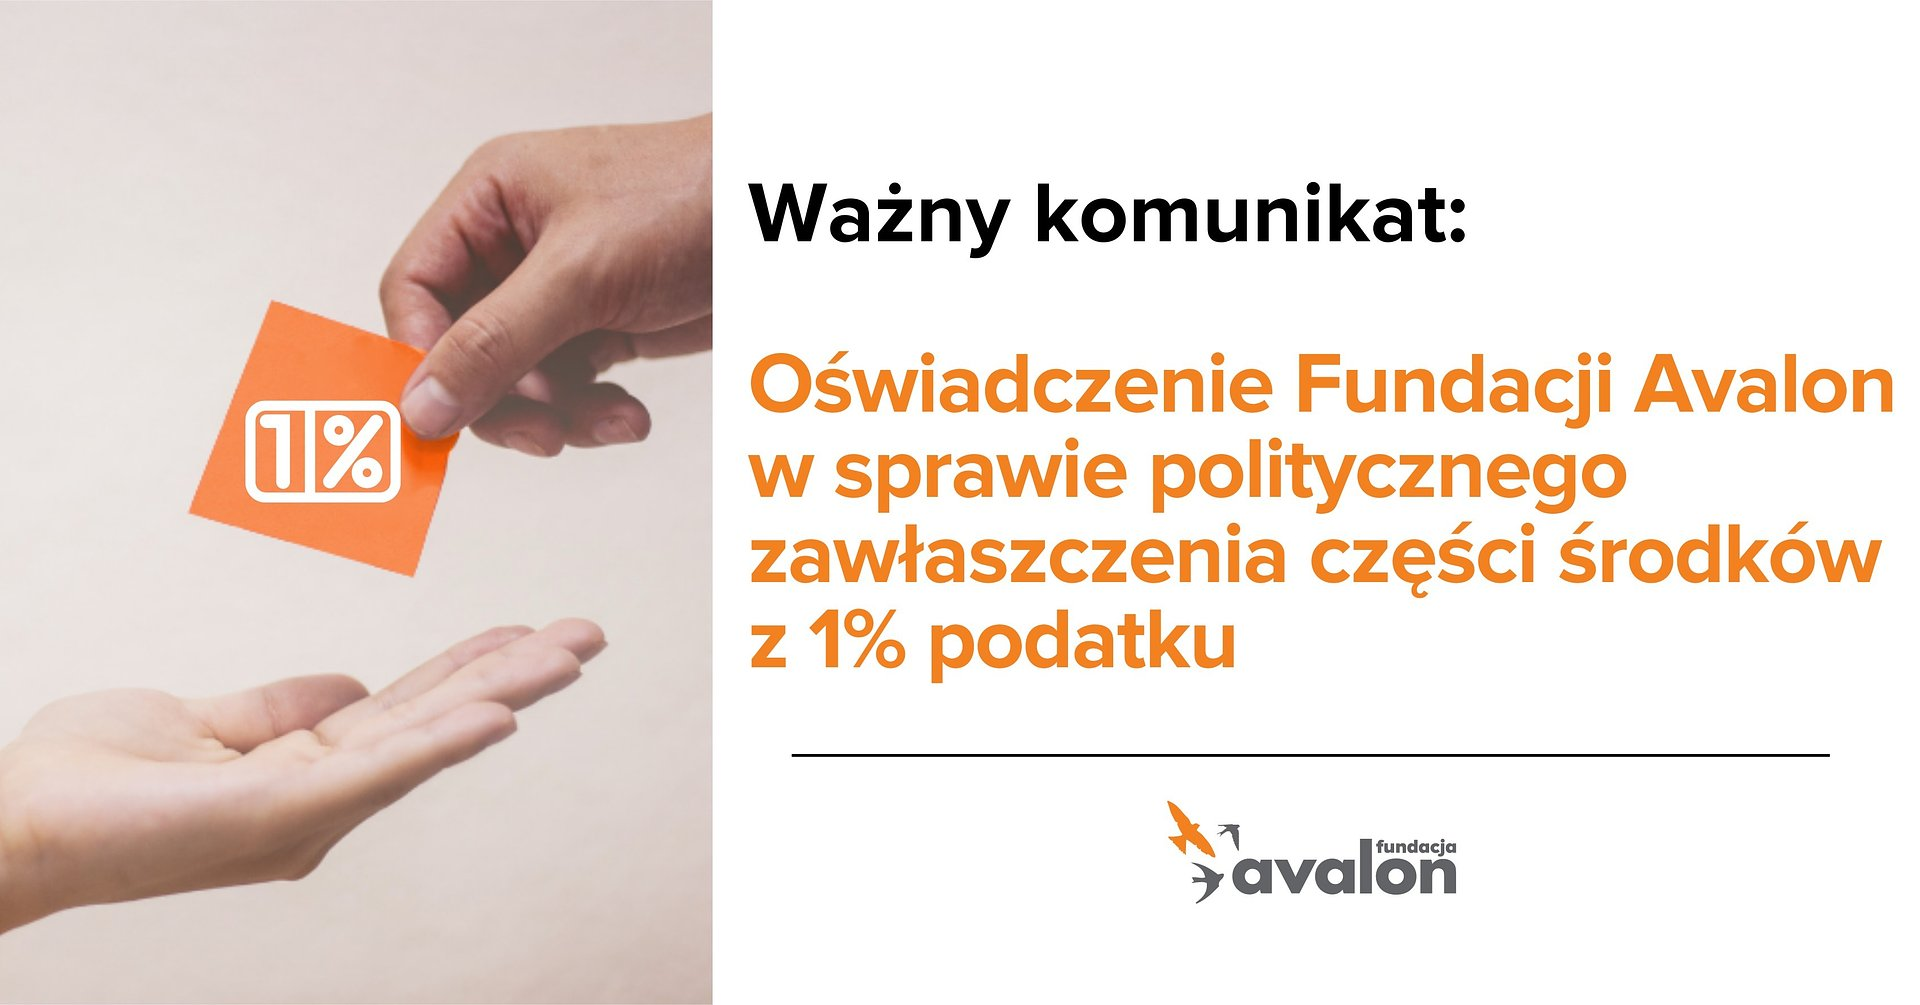 1%
Ważny komunikat:
Oświadczenie Fundacji Avalon
w sprawie politycznego
zawłaszczenia części środków
z 1% podatku
fundacja
avalon